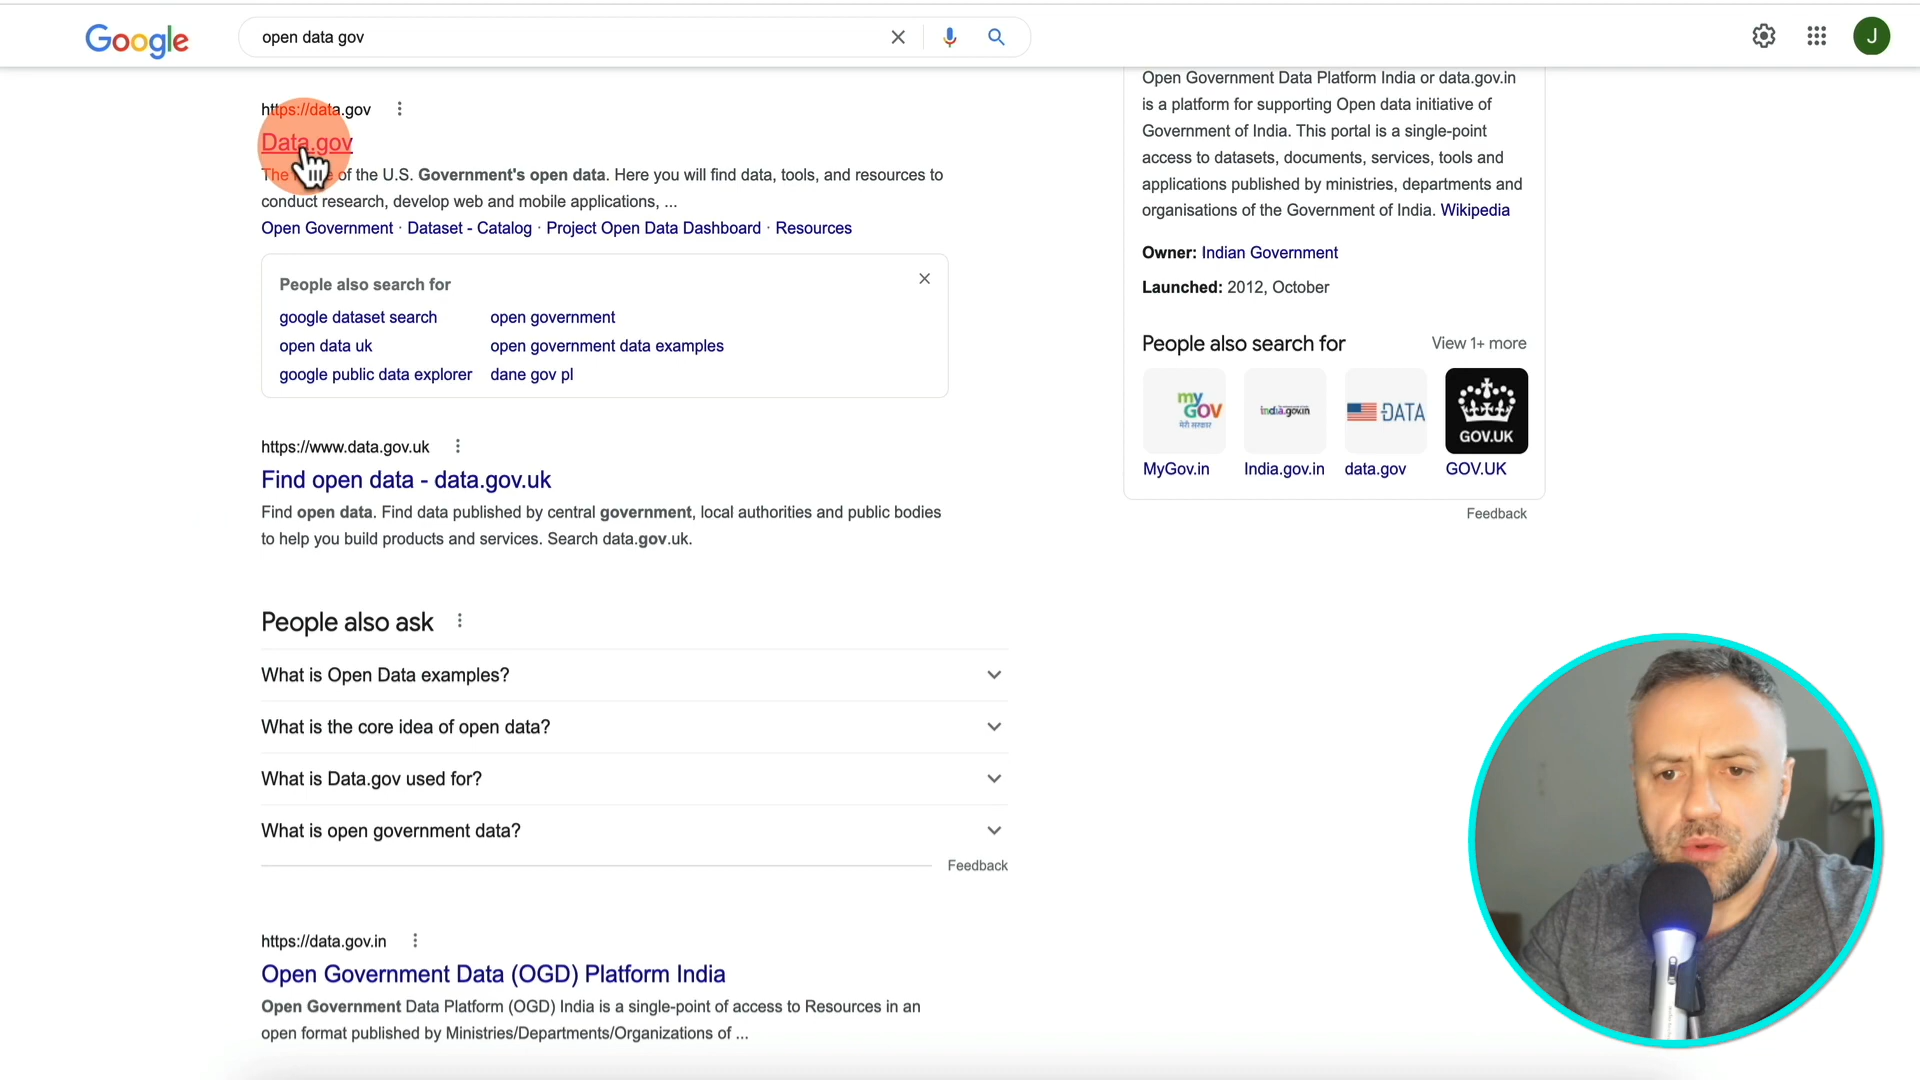 Google
open data gov
J
https://data.gov
Data.gov
The of the U.S. Government's open data. Here you will find data, tools, and resources to
conduct research, develop web and mobile applications, ...
Open Government · Dataset - Catalog · Project Open Data Dashboard · Resources
People also search for
google dataset search
open government
open data uk
open government data examples
google public data explorer
dane gov pl
https://www.data.gov.uk
Find open data - data.gov.uk
Find open data. Find data published by central government, local authorities and public bodies
to help you build products and services. Search data.gov.uk.
People also ask
What is Open Data examples?
What is the core idea of open data?
What is Data.gov used for?
What is open government data?
Feedback
https://data.gov.in
Open Government Data (OGD) Platform India
Open Government Data Platform (OGD) India is a single-point of access to Resources in an
open format published by Ministries/Departments/Organizations of ...
Open Government Data Platform India or data.gov.in
is a platform for supporting Open data initiative of
Government of India. This portal is a single-point
access to datasets, documents, services, tools and
applications published by ministries, departments and
organisations of the Government of India. Wikipedia
Owner: Indian Government
Launched: 2012, October
People also search for
View 1+ more
my
GOV
मेरी सरकार
india.gov.in
DATA
GOV.UK
MyGov.in
India.gov.in
data.gov
GOV.UK
Feedback